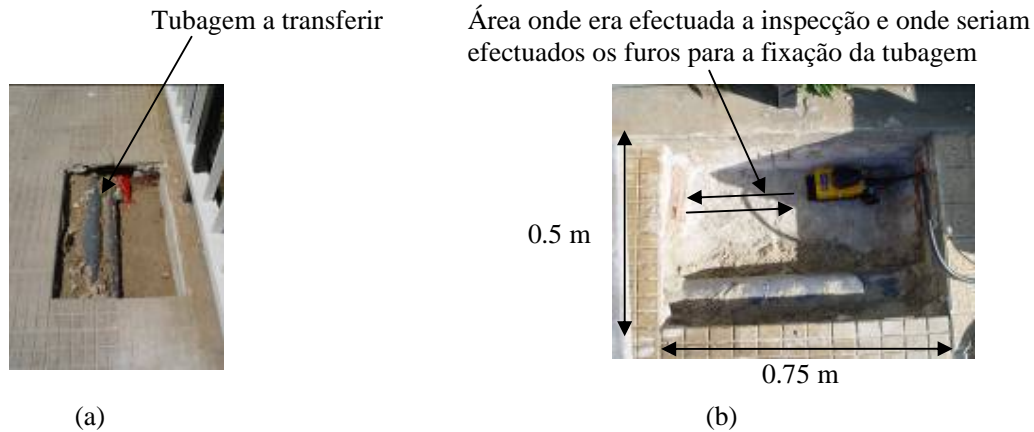 Tubagem a transferir
Área onde era efectuada a inspecção e onde seriam
efectuados os furos para a fixação da tubagem
0.5 m
0.75 m
(a)
(b)